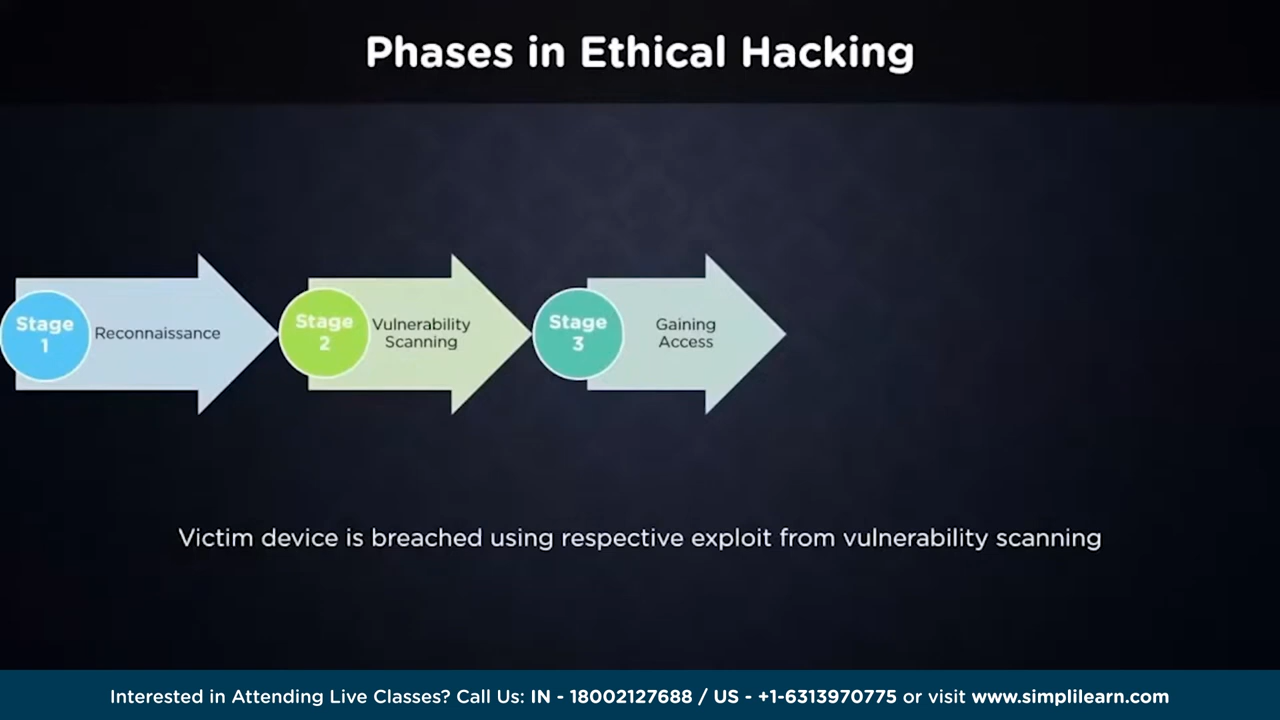 Phases in Ethical Hacking
Stage
1
Reconnaissance
Stage
2
Vulnerability
Scanning
Stage
3
Gaining
Access
Victim device is breached using respective exploit from vulnerability scanning
Interested in Attending Live Classes? Call Us: IN - 18002127688 / US - +1-6313970775 or visit www.simplilearn.com